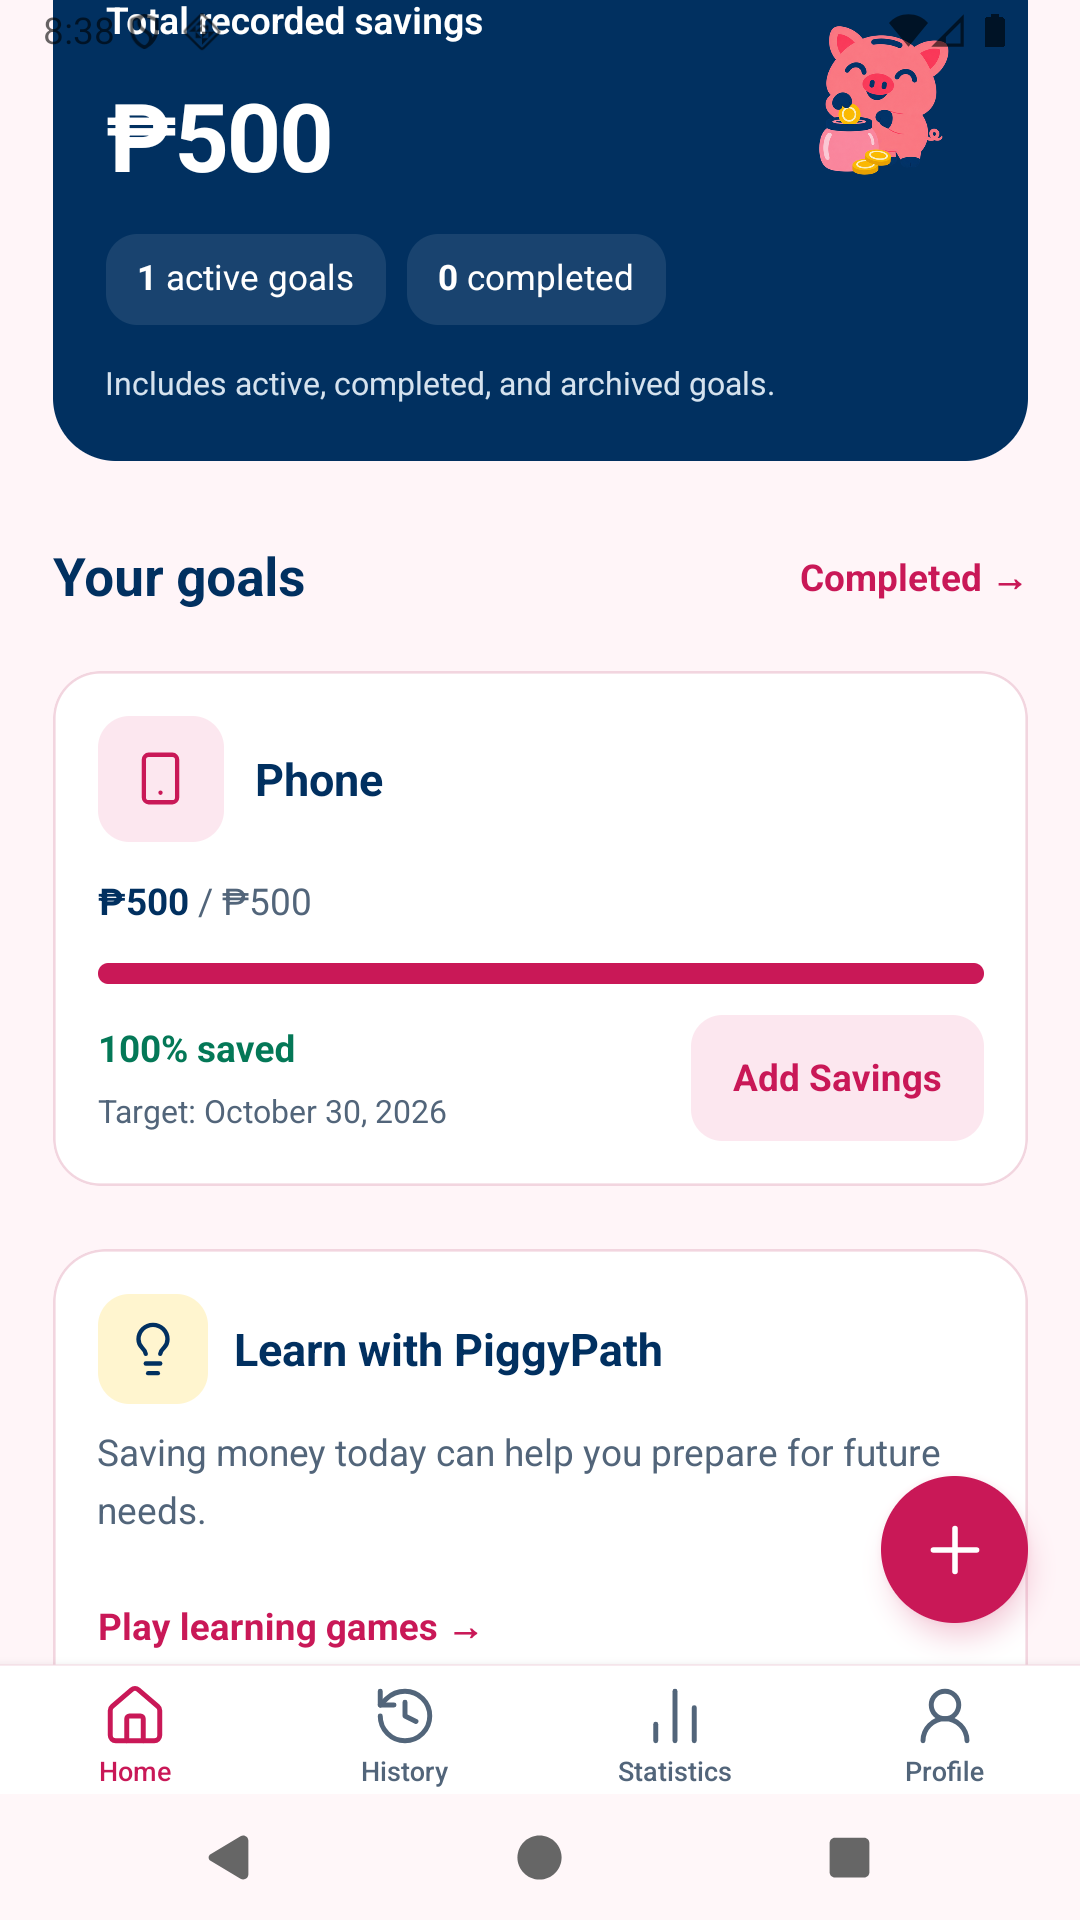 8:38
Total recorded savings
₱500
1 active goals
0 completed
Includes active, completed, and archived goals.
Your goals
Completed →
Phone
₱500 / ₱500
100% saved
Target: October 30, 2026
Add Savings
Learn with PiggyPath
Saving money today can help you prepare for future
needs.
Play learning games →
Home
History
Statistics
Profile